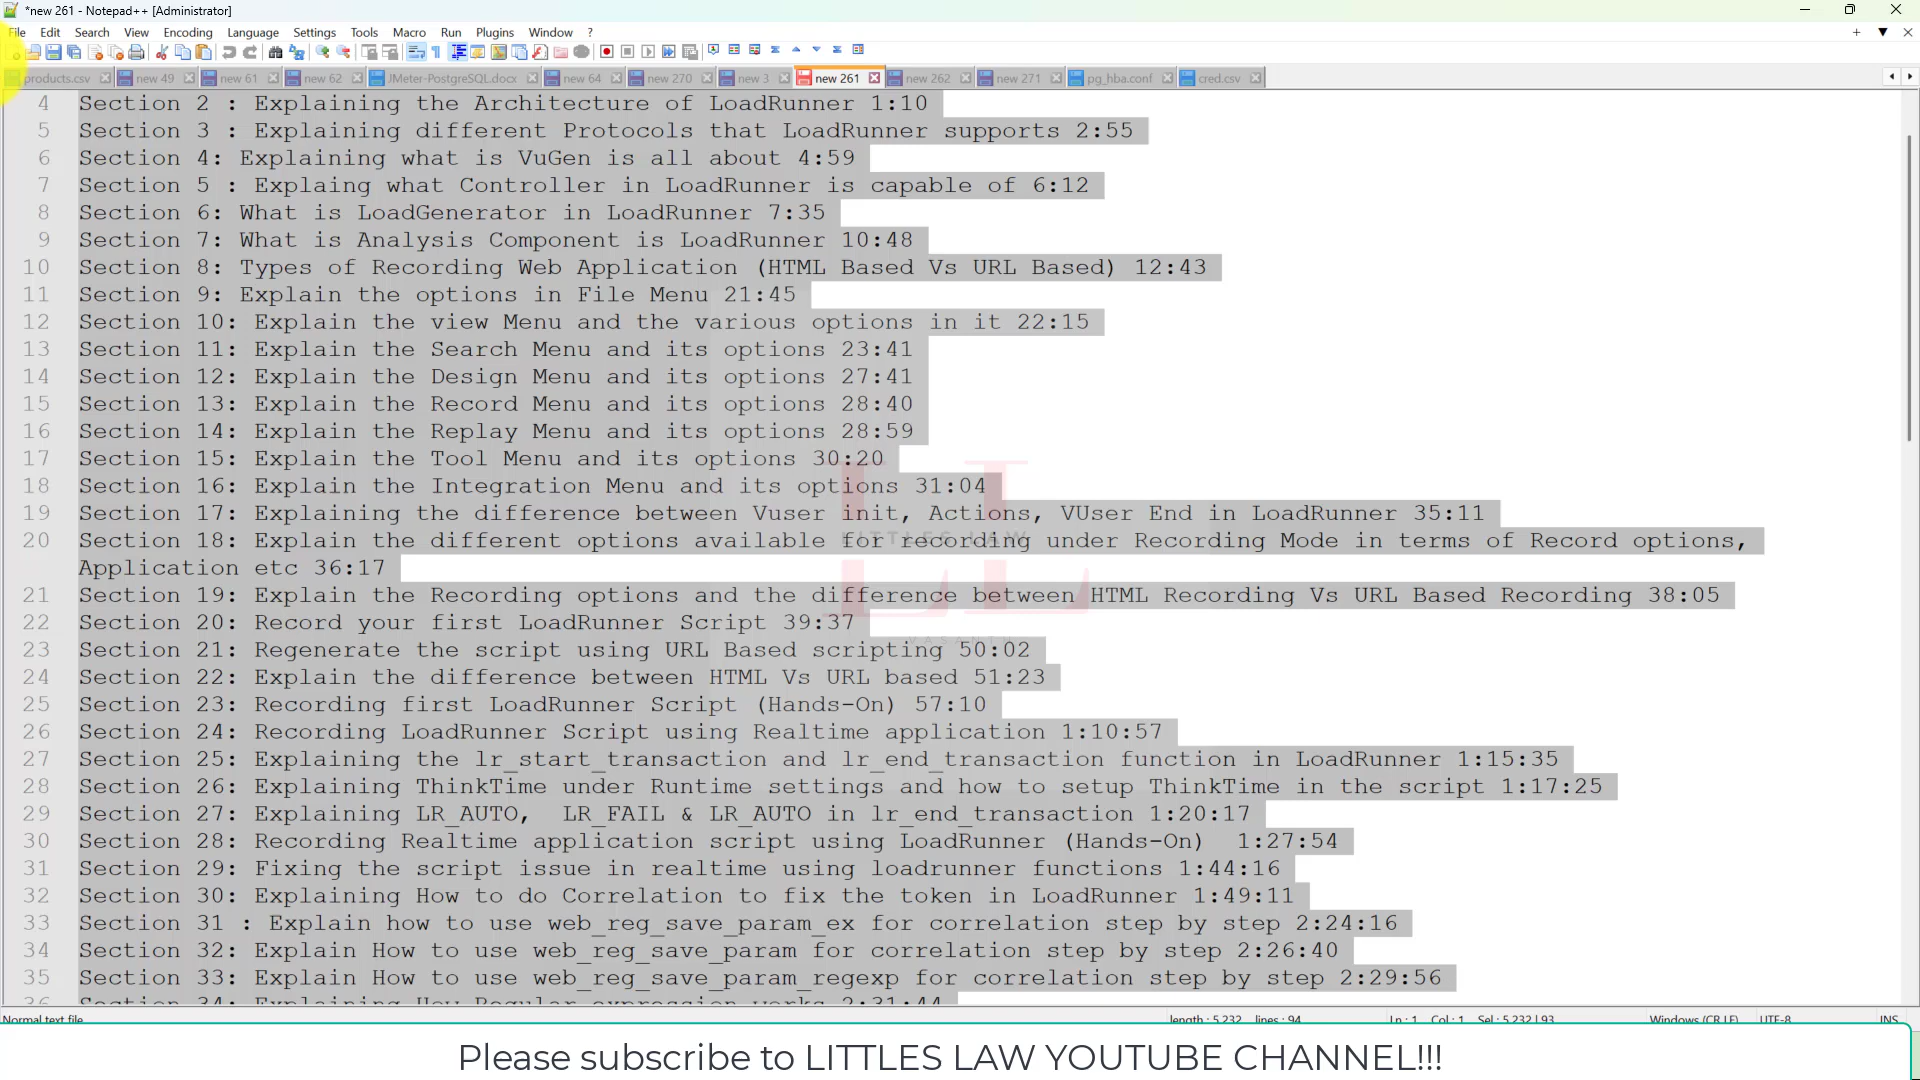 *new 261 - Notepad++ [Administrator]
File Edit Search View Encoding Language Settings Tools Macro Run Plugins Window ?
products.csv new 49 new 61 new 62 JMeter-PostgreSQL.docx new 64 new 270 new 3 new 261 new 262 new 271 pg_hba.conf cred.csv
4 Section 2 : Explaining the Architecture of LoadRunner 1:10
5 Section 3 : Explaining different Protocols that LoadRunner supports 2:55
6 Section 4: Explaining what is VuGen is all about 4:59
7 Section 5 : Explaing what Controller in LoadRunner is capable of 6:12
8 Section 6: What is LoadGenerator in LoadRunner 7:35
9 Section 7: What is Analysis Component is LoadRunner 10:48
10 Section 8: Types of Recording Web Application (HTML Based Vs URL Based) 12:43
11 Section 9: Explain the options in File Menu 21:45
12 Section 10: Explain the view Menu and the various options in it 22:15
13 Section 11: Explain the Search Menu and its options 23:41
14 Section 12: Explain the Design Menu and its options 27:41
15 Section 13: Explain the Record Menu and its options 28:40
16 Section 14: Explain the Replay Menu and its options 28:59
17 Section 15: Explain the Tool Menu and its options 30:20
18 Section 16: Explain the Integration Menu and its options 31:04
19 Section 17: Explaining the difference between Vuser init, Actions, VUser End in LoadRunner 35:11
20 Section 18: Explain the different options available for recording under Recording Mode in terms of Record options,
Application etc 36:17
21 Section 19: Explain the Recording options and the difference between HTML Recording Vs URL Based Recording 38:05
22 Section 20: Record your first LoadRunner Script 39:37
23 Section 21: Regenerate the script using URL Based scripting 50:02
24 Section 22: Explain the difference between HTML Vs URL based 51:23
25 Section 23: Recording first LoadRunner Script (Hands-On) 57:10
26 Section 24: Recording LoadRunner Script using Realtime application 1:10:57
27 Section 25: Explaining the lr_start_transaction and lr_end_transaction function in LoadRunner 1:15:35
28 Section 26: Explaining ThinkTime under Runtime settings and how to setup ThinkTime in the script 1:17:25
29 Section 27: Explaining LR_AUTO,  LR_FAIL & LR_AUTO in lr_end_transaction 1:20:17
30 Section 28: Recording Realtime application script using LoadRunner (Hands-On)  1:27:54
31 Section 29: Fixing the script issue in realtime using loadrunner functions 1:44:16
32 Section 30: Explaining How to do Correlation to fix the token in LoadRunner 1:49:11
33 Section 31 : Explain how to use web_reg_save_param_ex for correlation step by step 2:24:16
34 Section 32: Explain How to use web_reg_save_param for correlation step by step 2:26:40
35 Section 33: Explain How to use web_reg_save_param_regexp for correlation step by step 2:29:56
36 Section 34: Explaining How Regular expression works 2:31:44
LL
LITTLES LAW
VASANTH
Normal text file length : 5,232 lines : 94 Ln : 1 Col : 1 Sel : 5,232 | 93 Windows (CR LF) UTF-8 INS
Please subscribe to LITTLES LAW YOUTUBE CHANNEL!!!